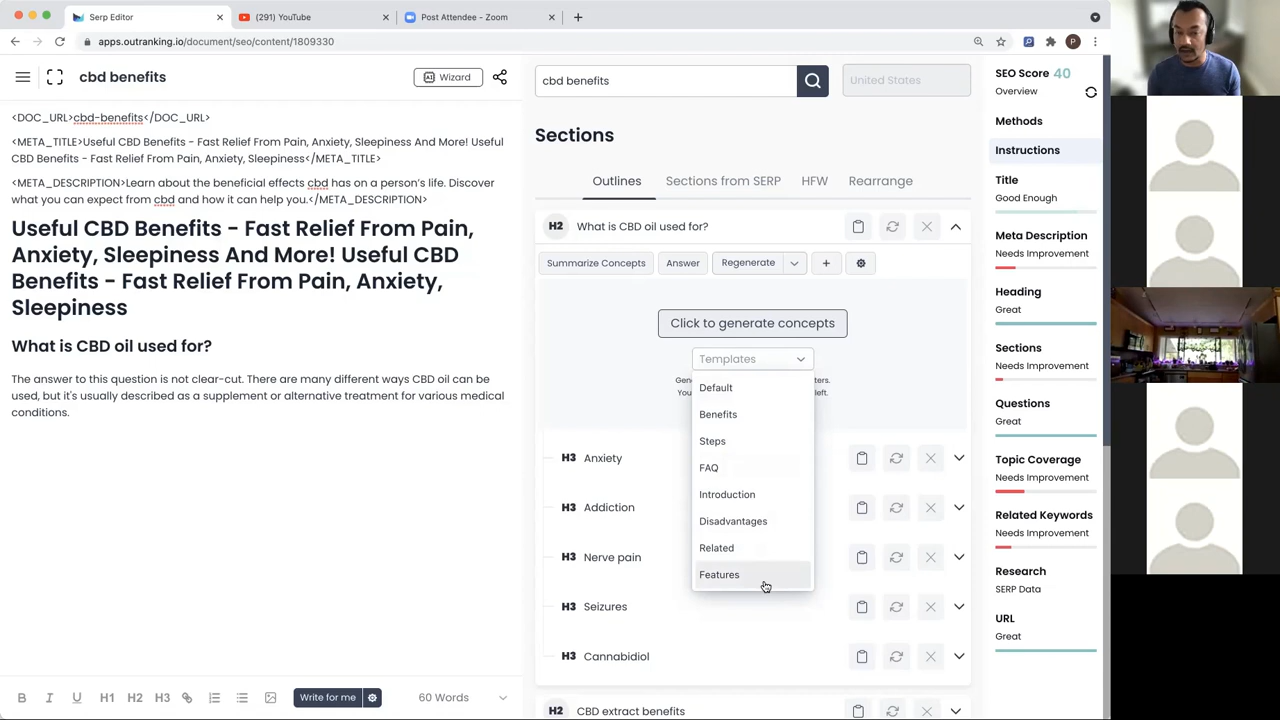 Serp Editor
(291) YouTube
Post Attendee - Zoom
apps.outranking.io/document/seo/content/1809330
P
cbd benefits
AI Wizard
<DOC_URL>cbd-benefits</DOC_URL>
<META_TITLE>Useful CBD Benefits - Fast Relief From Pain, Anxiety, Sleepiness And More! Useful
CBD Benefits - Fast Relief From Pain, Anxiety, Sleepiness</META_TITLE>
<META_DESCRIPTION>Learn about the beneficial effects cbd has on a person's life. Discover
what you can expect from cbd and how it can help you.</META_DESCRIPTION>
Useful CBD Benefits - Fast Relief From Pain,
Anxiety, Sleepiness And More! Useful CBD
Benefits - Fast Relief From Pain, Anxiety,
Sleepiness
What is CBD oil used for?
The answer to this question is not clear-cut. There are many different ways CBD oil can be
used, but it's usually described as a supplement or alternative treatment for various medical
conditions.
B I U H1 H2 H3
Write for me
60 Words
cbd benefits
United States
Sections
Outlines
Sections from SERP
HFW
Rearrange
H2 What is CBD oil used for?
Summarize Concepts
Answer
Regenerate
+
Click to generate concepts
Templates
Default
Benefits
Steps
FAQ
Introduction
Disadvantages
Related
Features
H3 Anxiety
H3 Addiction
H3 Nerve pain
H3 Seizures
H3 Cannabidiol
H2 CBD extract benefits
SEO Score 40
Overview
Methods
Instructions
Title
Good Enough
Meta Description
Needs Improvement
Heading
Great
Sections
Needs Improvement
Questions
Great
Topic Coverage
Needs Improvement
Related Keywords
Needs Improvement
Research
SERP Data
URL
Great